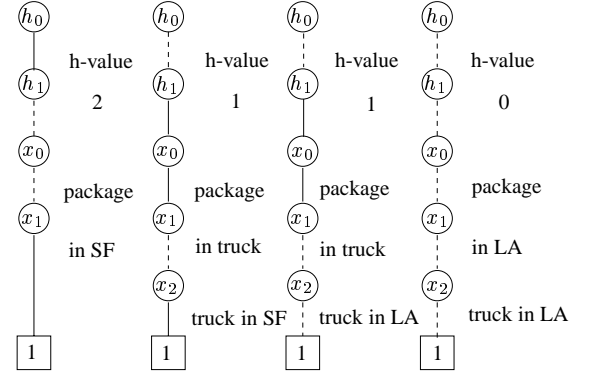 h0 h0 h0 h0
h-value h-value h-value h-value
h1 h1 h1 h1
2 1 1 0
x0 x0 x0 x0
package package package package
x1 x1 x1 x1
in SF in truck in truck in LA
x2 x2 x2
truck in SF truck in LA truck in LA
1 1 1 1